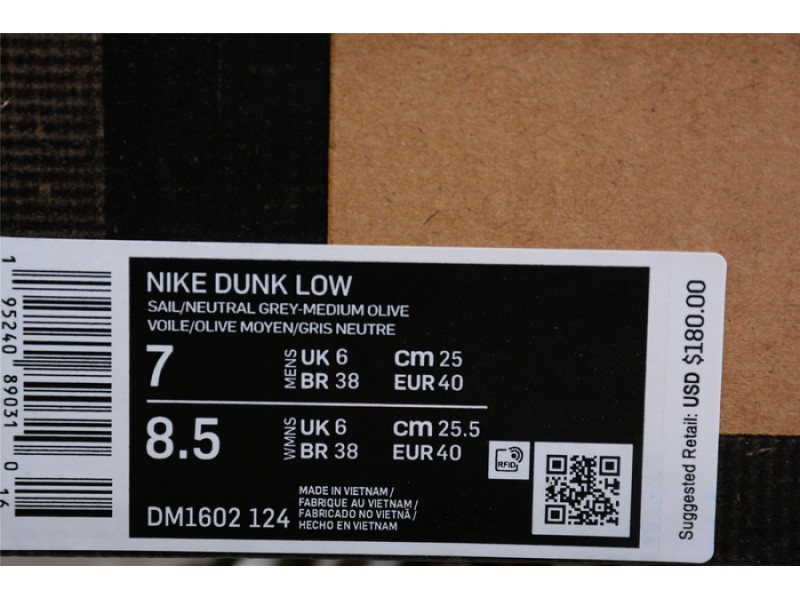 NIKE DUNK LOW
SAIL/NEUTRAL GREY-MEDIUM OLIVE
VOILE/OLIVE MOYEN/GRIS NEUTRE
7 MENS UK 6 cm 25
BR 38 EUR 40
8.5 WMNS UK 6 cm 25.5
BR 38 EUR 40
RFID
DM1602 124
MADE IN VIETNAM /
FABRIQUE AU VIETNAM /
FABRICADO NO VIETNÃ /
HECHO EN VIETNAM
Suggested Retail: USD $180.00
1 95240 89031 0 16